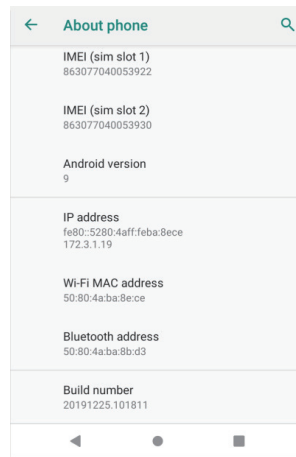 About phone
IMEI (sim slot 1)
863077040053922
IMEI (sim slot 2)
863077040053930
Android version
9
IP address
fe80::5280:4aff:feba:8ece
172.3.1.19
Wi-Fi MAC address
50:80:4a:ba:8e:ce
Bluetooth address
50:80:4a:ba:8b:d3
Build number
20191225.101811